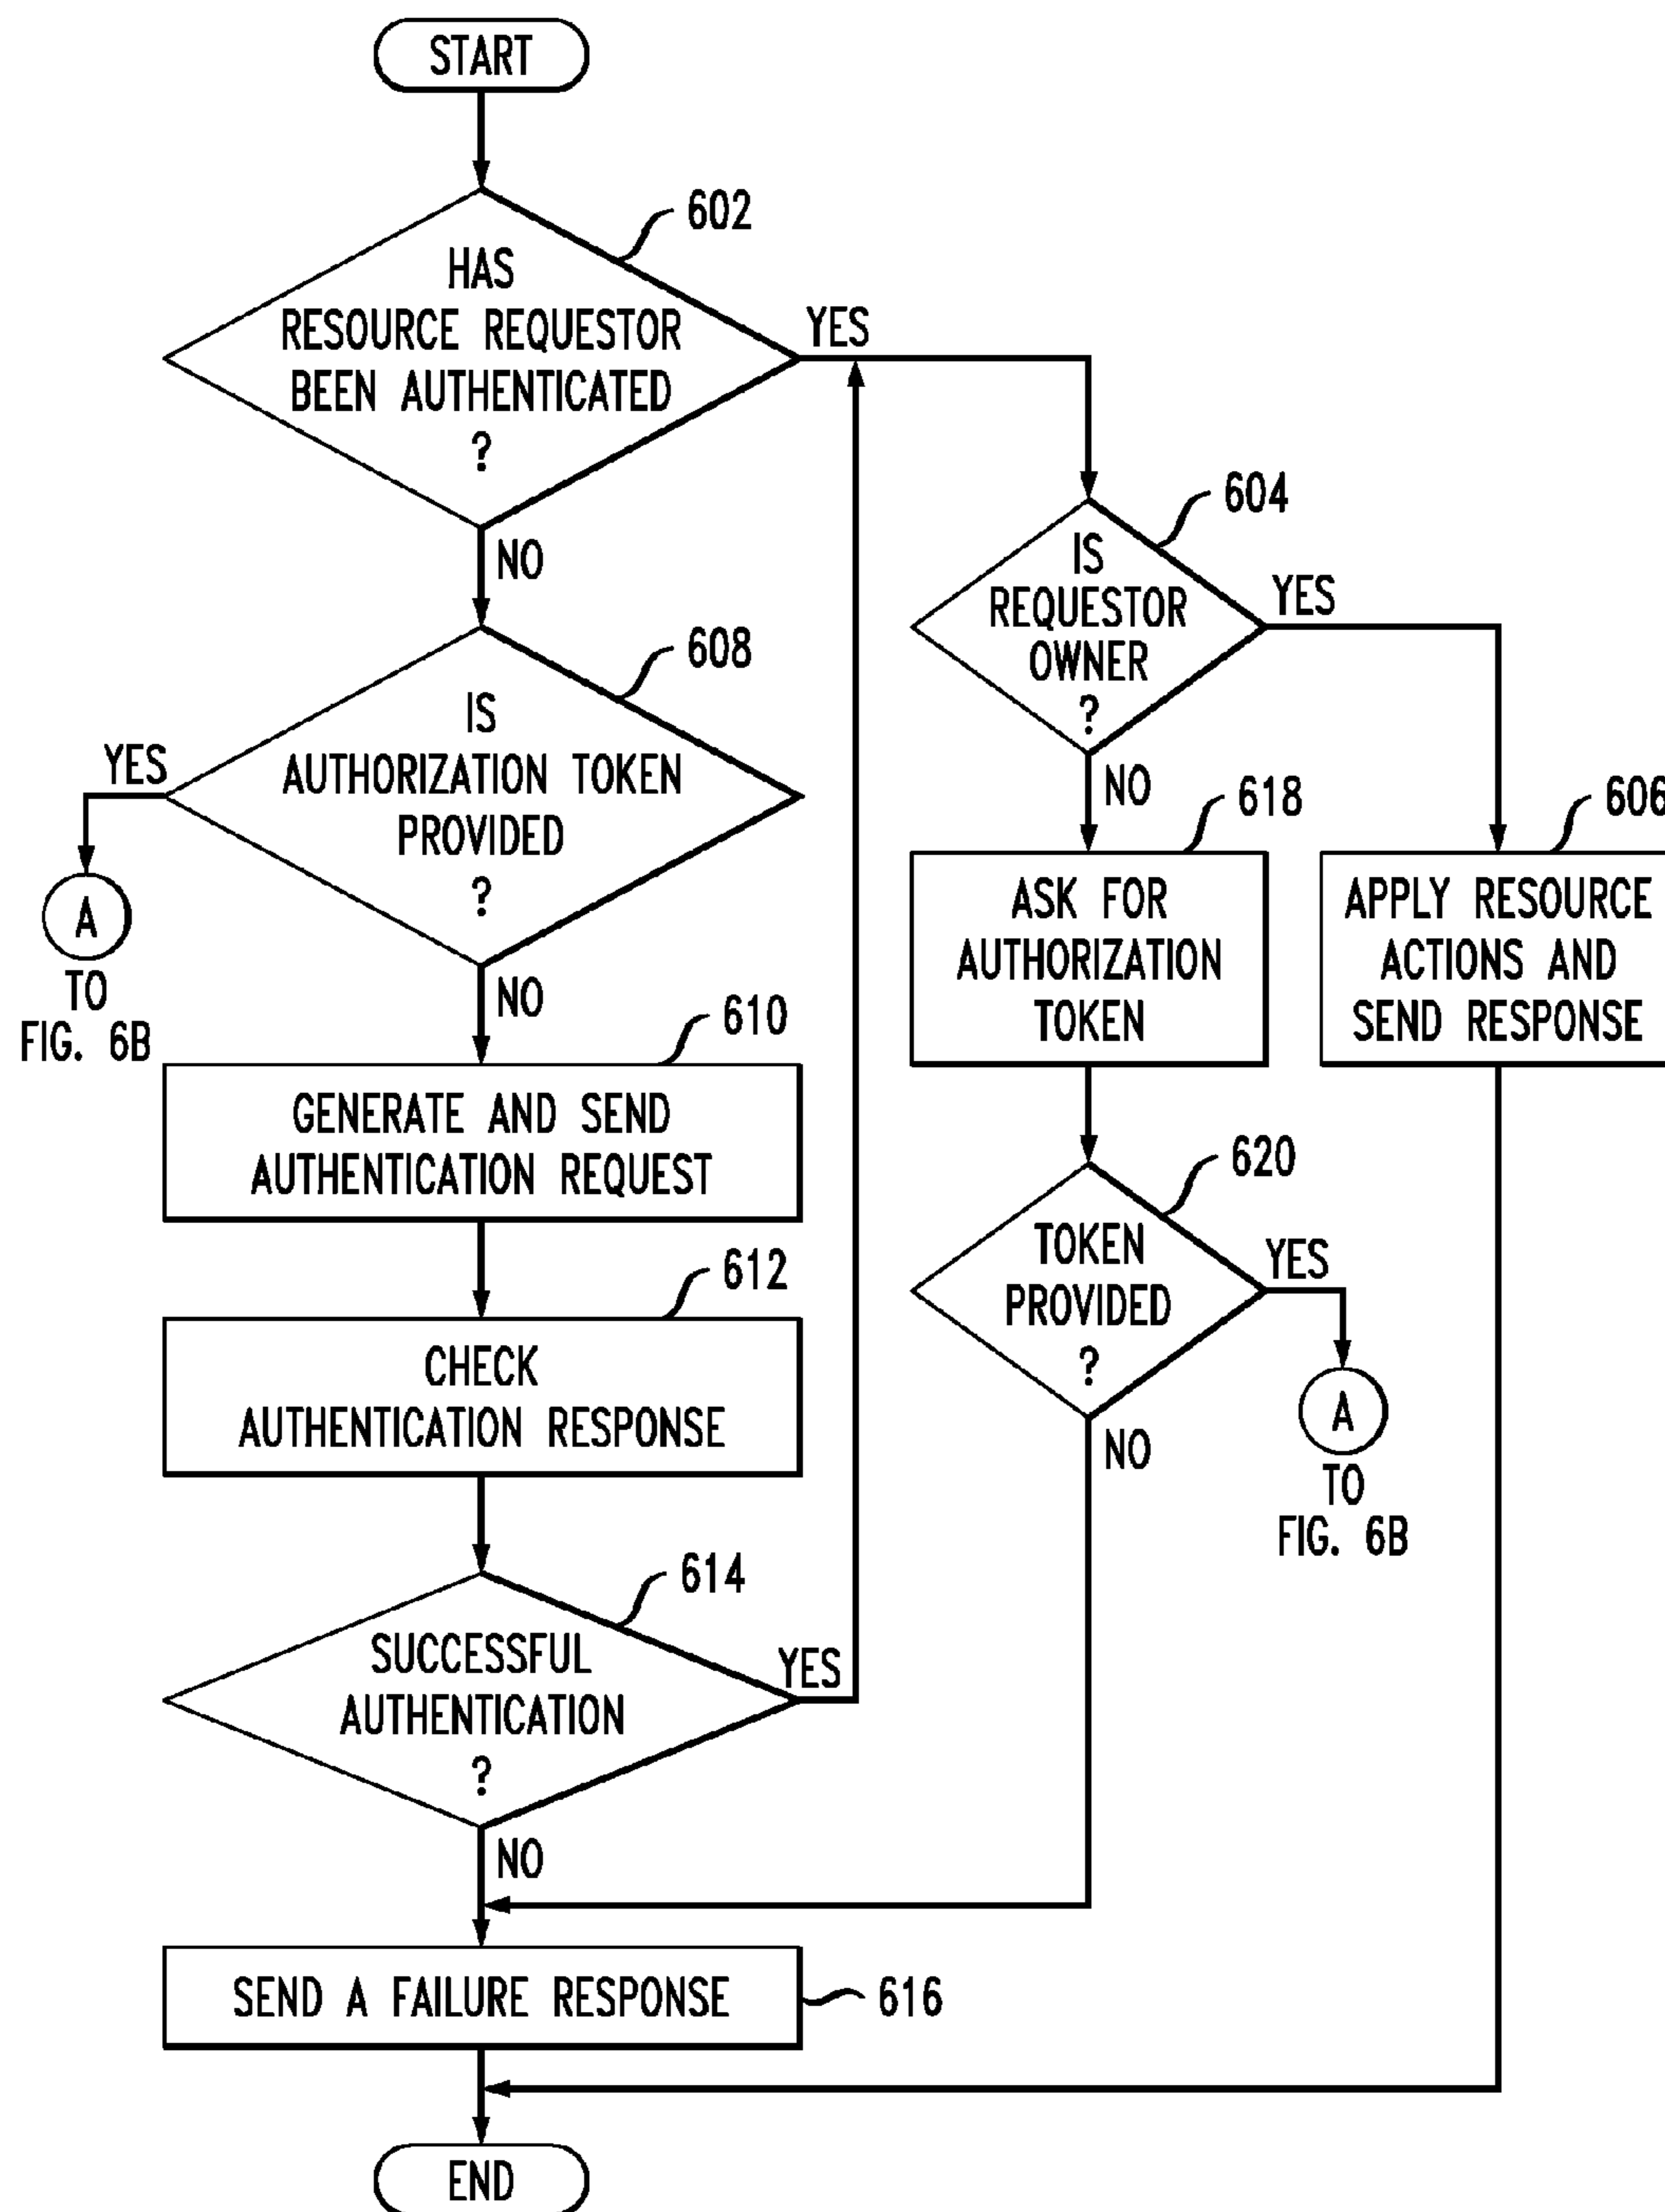 START
602
HAS
RESOURCE REQUESTOR
BEEN AUTHENTICATED
?
YES
NO
604
IS
REQUESTOR
OWNER
?
YES
NO
608
IS
AUTHORIZATION TOKEN
PROVIDED
?
YES
NO
A
TO
FIG. 6B
618
ASK FOR
AUTHORIZATION
TOKEN
606
APPLY RESOURCE
ACTIONS AND
SEND RESPONSE
610
GENERATE AND SEND
AUTHENTICATION REQUEST
620
TOKEN
PROVIDED
?
YES
NO
A
TO
FIG. 6B
612
CHECK
AUTHENTICATION RESPONSE
614
SUCCESSFUL
AUTHENTICATION
?
YES
NO
SEND A FAILURE RESPONSE
616
END